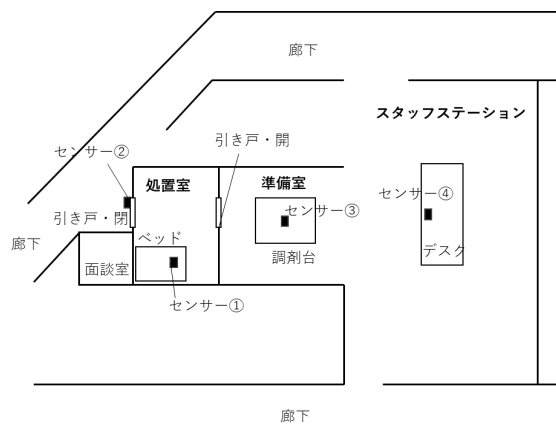 廊下
スタッフステーション
引き戸・開
センサー②
処置室
準備室
センサー④
センサー③
引き戸・閉
廊下
ベッド
デスク
調剤台
面談室
センサー①
廊下